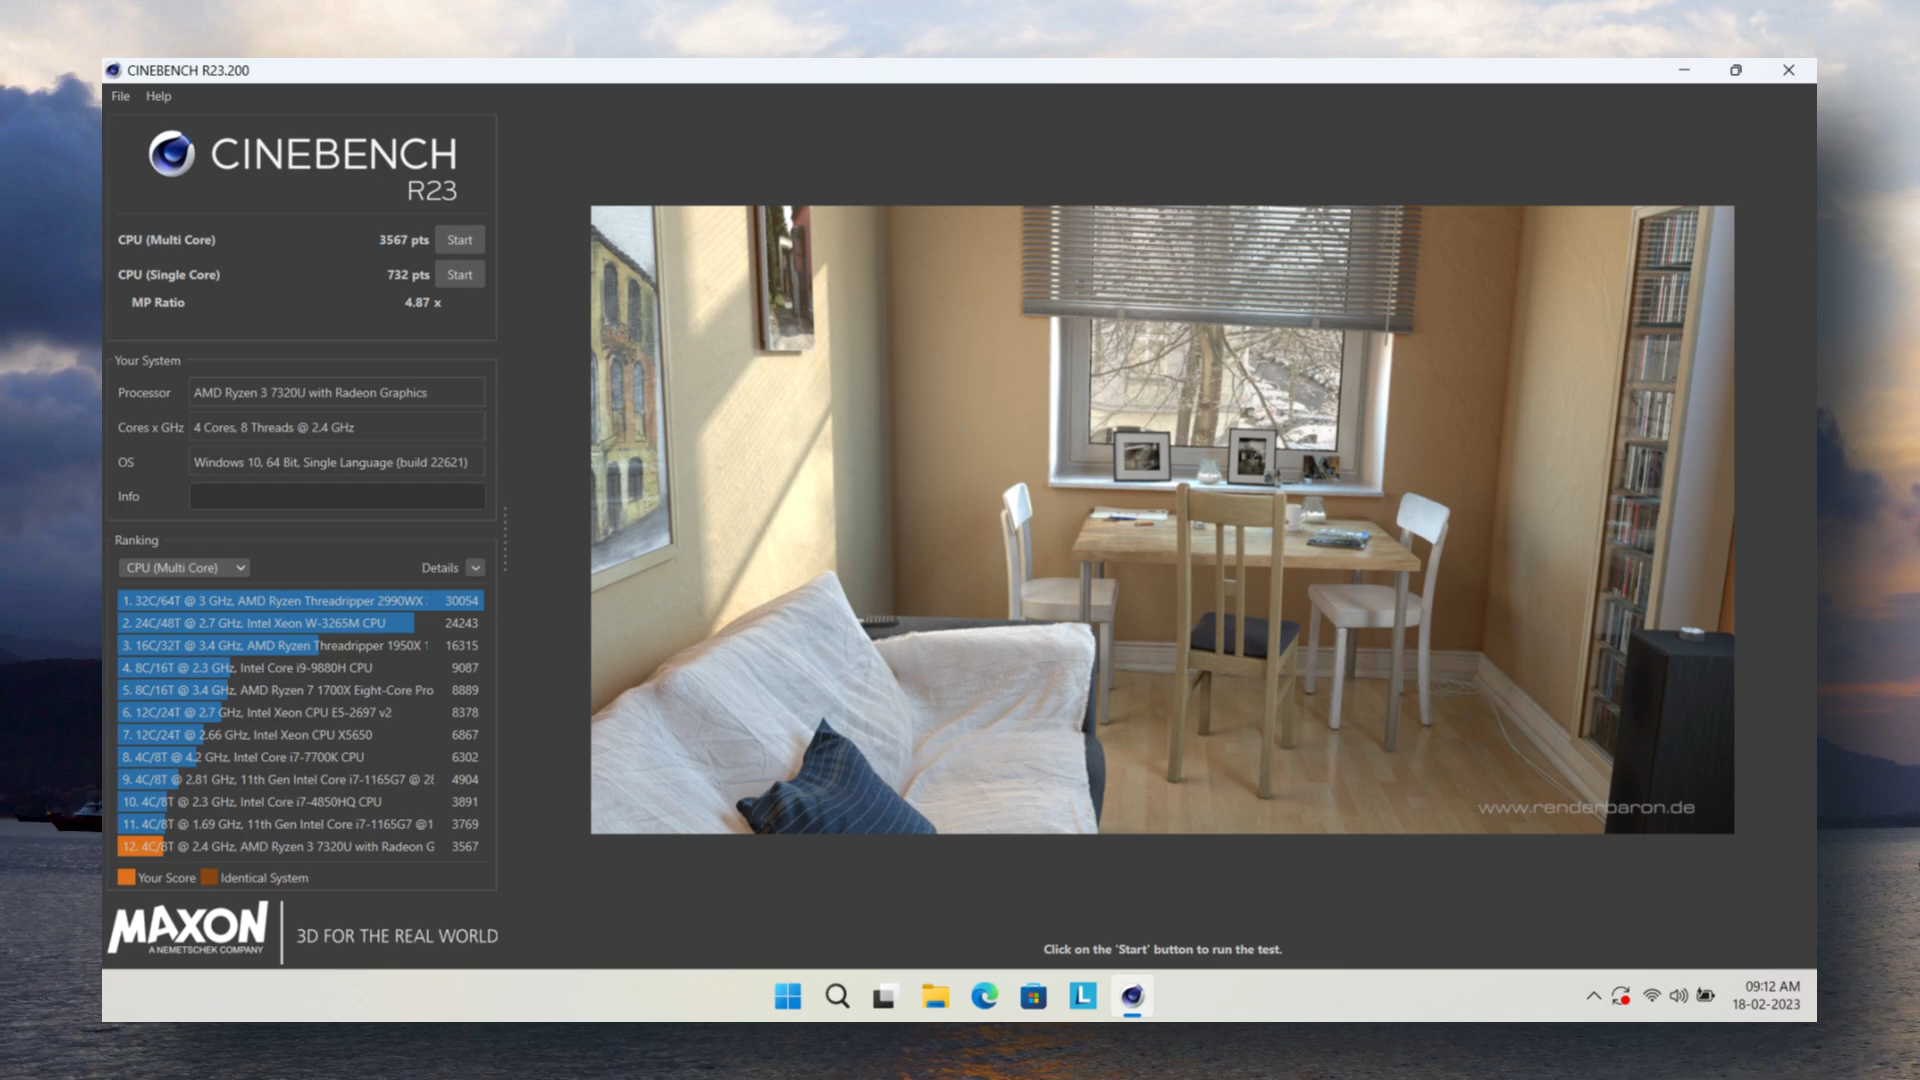 CINEBENCH R23.200
File Help
CINEBENCH
R23
CPU (Multi Core) 3567 pts Start
CPU (Single Core) 732 pts Start
MP Ratio 4.87 x
Your System
Processor AMD Ryzen 3 7320U with Radeon Graphics
Cores x GHz 4 Cores, 8 Threads @ 2.4 GHz
OS Windows 10, 64 Bit, Single Language (build 22621)
Info
Ranking
CPU (Multi Core) Details
1. 32C/64T @ 3 GHz, AMD Ryzen Threadripper 2990WX 30054
2. 24C/48T @ 2.7 GHz, Intel Xeon W-3265M CPU 24243
3. 16C/32T @ 3.4 GHz, AMD Ryzen Threadripper 1950X 1 16315
4. 8C/16T @ 2.3 GHz, Intel Core i9-9880H CPU 9087
5. 8C/16T @ 3.4 GHz, AMD Ryzen 7 1700X Eight-Core Pro 8889
6. 12C/24T @ 2.7 GHz, Intel Xeon CPU E5-2697 v2 8378
7. 12C/24T @ 2.66 GHz, Intel Xeon CPU X5650 6867
8. 4C/8T @ 4.2 GHz, Intel Core i7-7700K CPU 6302
9. 4C/8T @ 2.81 GHz, 11th Gen Intel Core i7-1165G7 @ 28 4904
10. 4C/8T @ 2.3 GHz, Intel Core i7-4850HQ CPU 3891
11. 4C/8T @ 1.69 GHz, 11th Gen Intel Core i7-1165G7 @1 3769
12. 4C/8T @ 2.4 GHz, AMD Ryzen 3 7320U with Radeon G 3567
Your Score Identical System
MAXON
A NEMETSCHEK COMPANY
3D FOR THE REAL WORLD
www.renderbaron.de
Click on the 'Start' button to run the test.
L
09:12 AM
18-02-2023